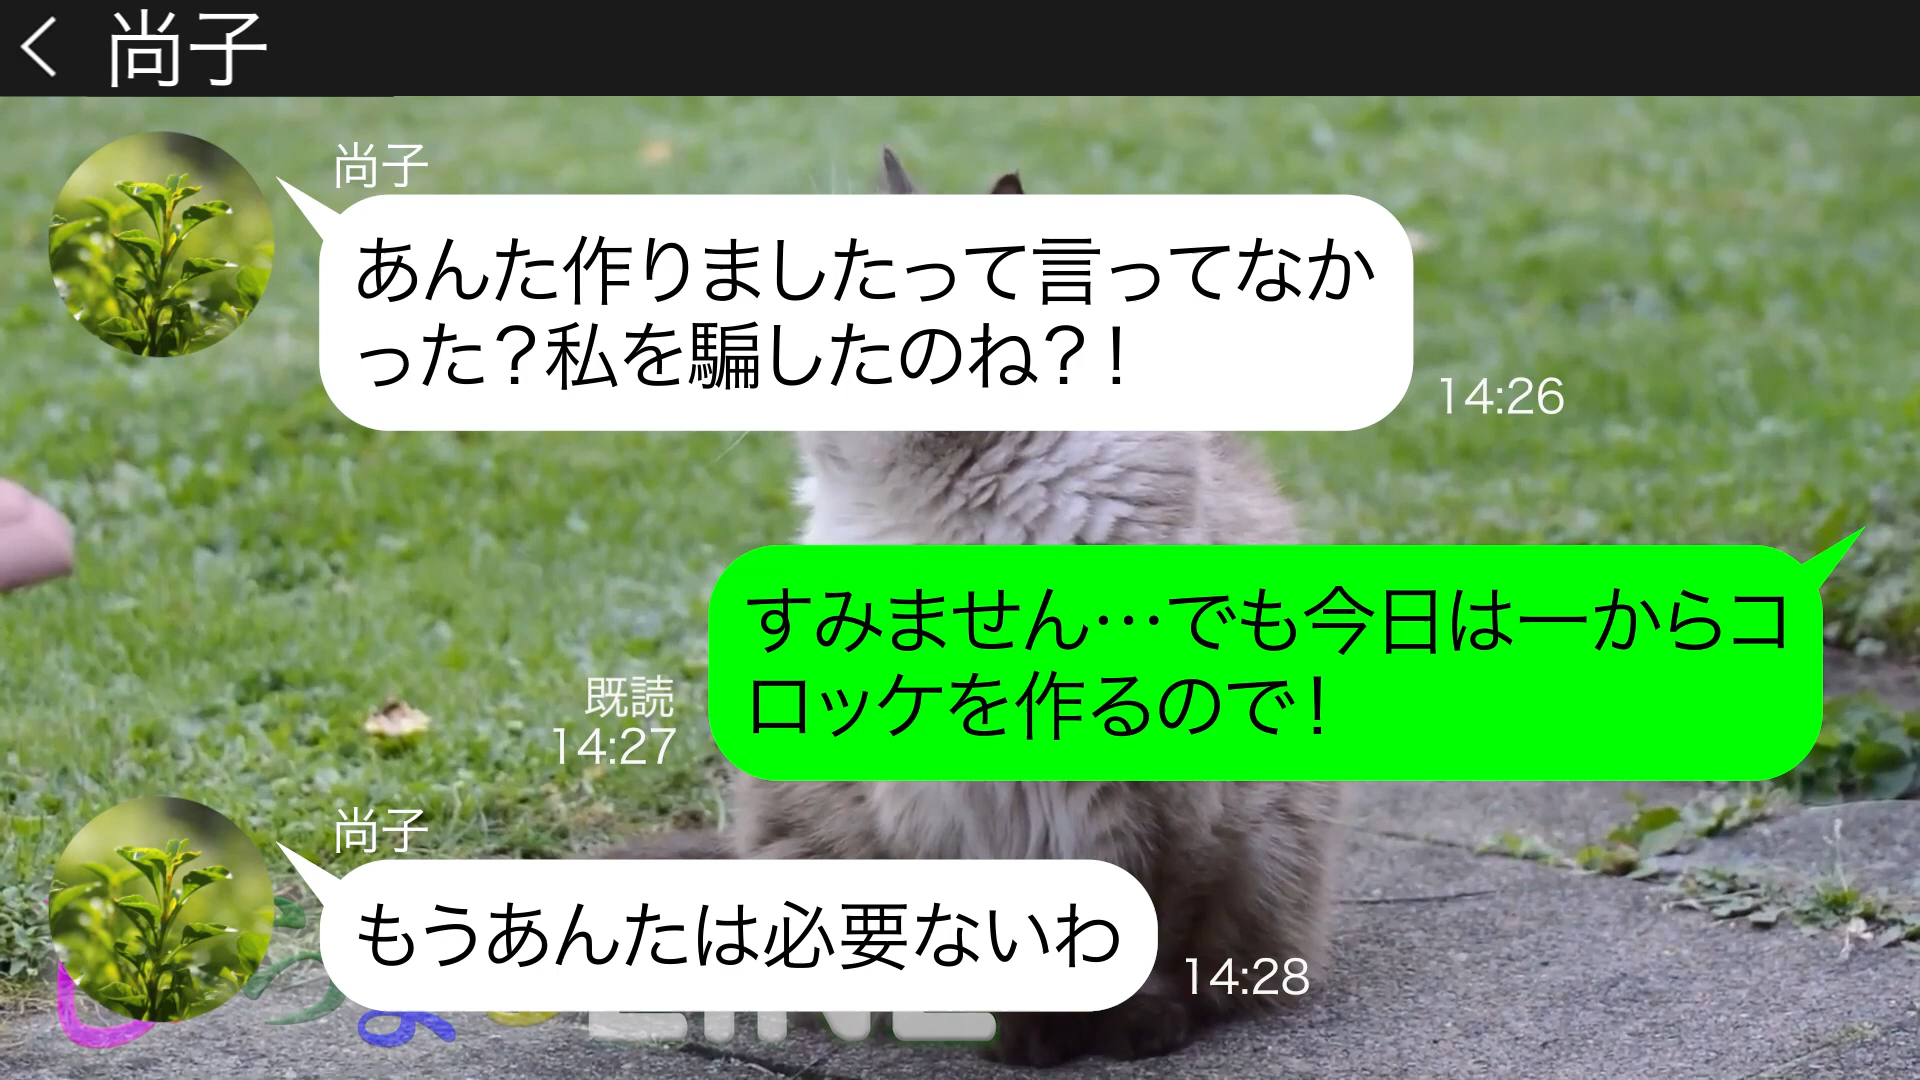 尚子
尚子
あんた作りましたって言ってなか
った？私を騙したのね？！
14:26
すみません…でも今日は一からコ
ロッケを作るので！
既読
14:27
尚子
もうあんたは必要ないわ
14:28